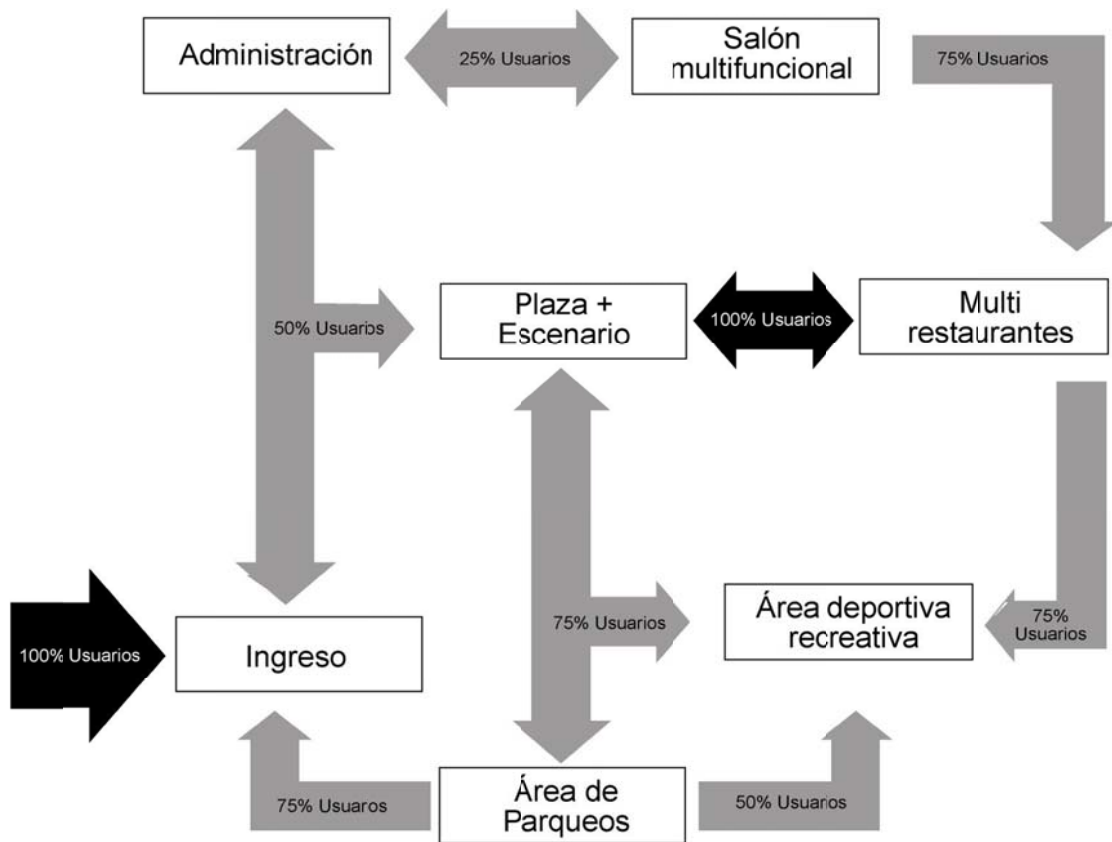 Administración
25% Usuarios
Salón
multifuncional
75% Usuarios
50% Usuarios
Plaza +
Escenario
100% Usuarios
Multi
restaurantes
100% Usuarios
Ingreso
75% Usuarios
Área deportiva
recreativa
75%
Usuarios
75% Usuaros
Área de
Parqueos
50% Usuarios